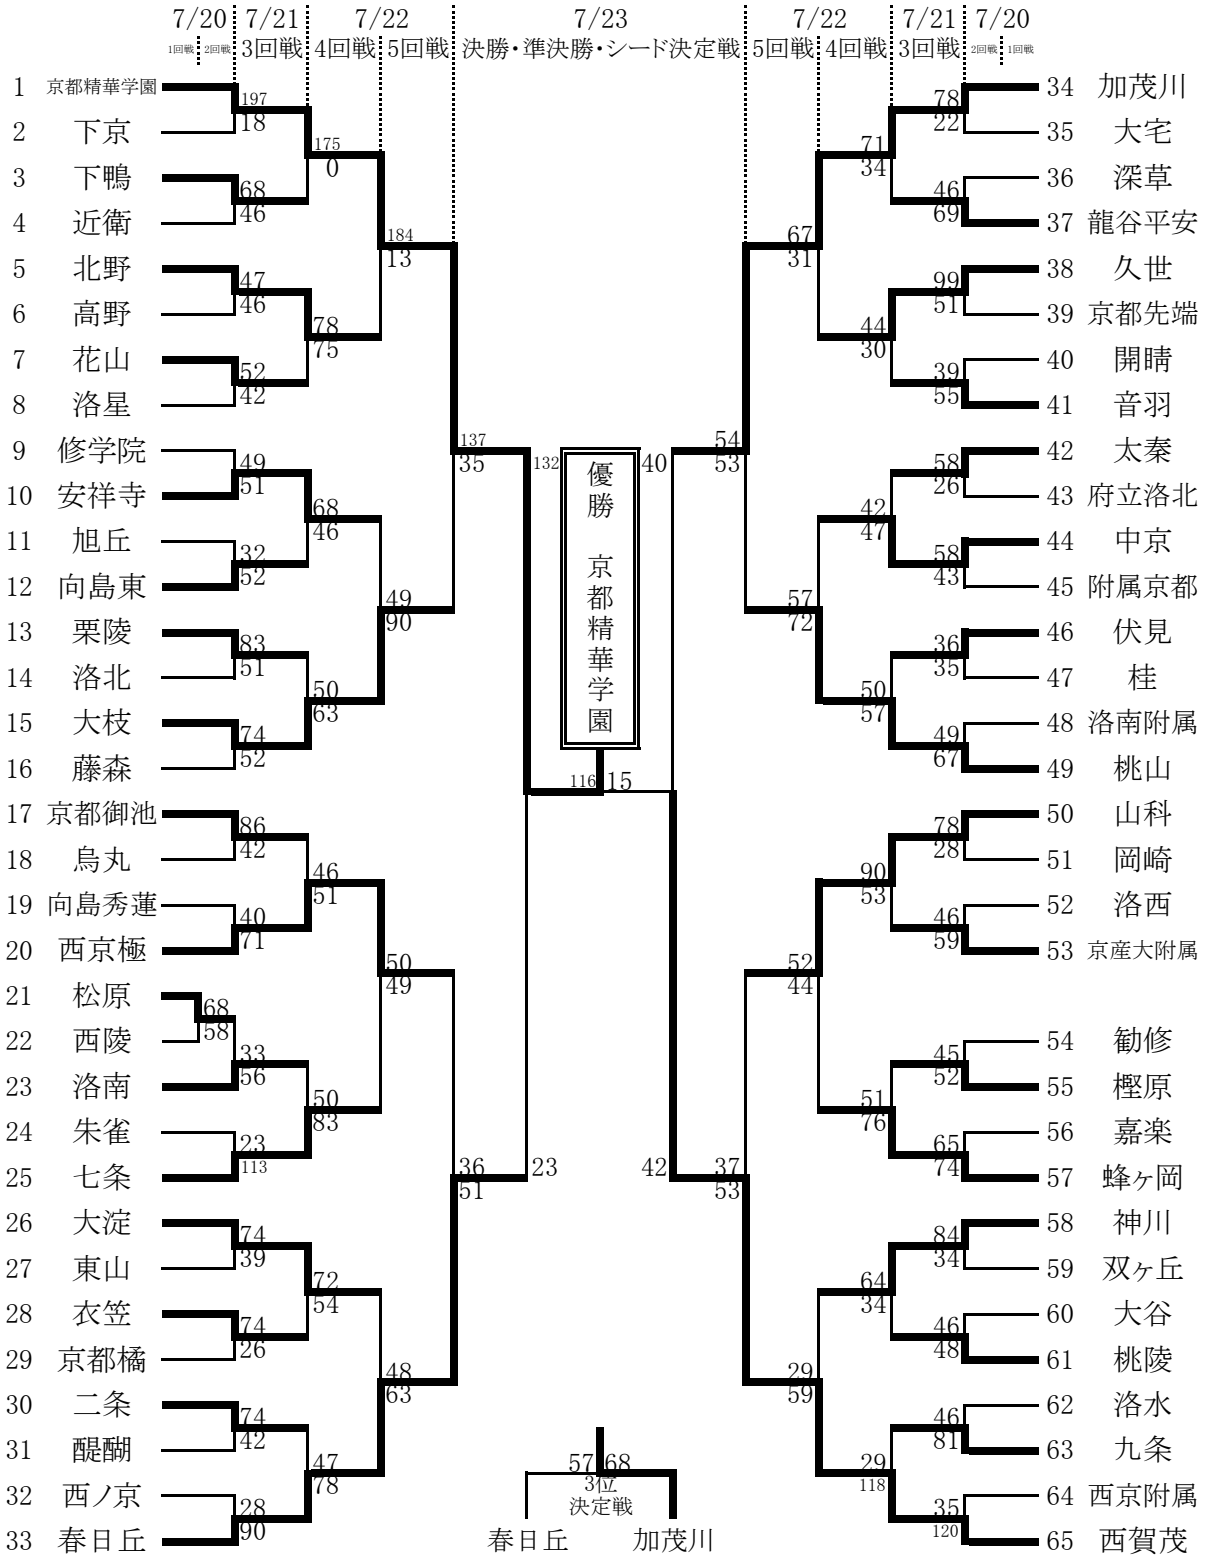 7/20 7/21 7/22 7/23 7/22 7/21 7/20
1回戦 2回戦 3回戦 4回戦 5回戦 決勝・準決勝・シード決定戦 5回戦 4回戦 3回戦 2回戦 1回戦
1 京都精華学園
197
18
2 下京
175
0
3 下鴨
68
46
4 近衛
184
13
5 北野
47
46
6 高野
78
75
7 花山
52
42
8 洛星
137
35
9 修学院
49
51
10 安祥寺
68
46
11 旭丘
32
52
12 向島東
49
90
13 栗陵
83
51
14 洛北
50
63
15 大枝
74
52
16 藤森
17 京都御池
86
42
18 烏丸
46
51
19 向島秀蓮
40
71
20 西京極
50
49
21 松原
68
58
22 西陵
33
56
23 洛南
50
83
24 朱雀
23
113
25 七条
36
51
26 大淀
74
39
27 東山
72
54
28 衣笠
74
26
29 京都橘
48
63
30 二条
74
42
31 醍醐
47
78
32 西ノ京
28
90
33 春日丘
132 40
優勝 京都精華学園
116 15
23 42
57 68
3位
決定戦
春日丘 加茂川
34 加茂川
78
22
35 大宅
71
34
36 深草
46
69
37 龍谷平安
67
31
38 久世
99
51
39 京都先端
44
30
40 開晴
39
55
41 音羽
54
53
42 太秦
58
26
43 府立洛北
42
47
44 中京
58
43
45 附属京都
57
72
46 伏見
36
35
47 桂
50
57
48 洛南附属
49
67
49 桃山
50 山科
78
28
51 岡崎
90
53
52 洛西
46
59
53 京産大附属
52
44
54 勧修
45
52
55 樫原
51
76
56 嘉楽
65
74
57 蜂ヶ岡
37
53
58 神川
84
34
59 双ヶ丘
64
34
60 大谷
46
48
61 桃陵
29
59
62 洛水
46
81
63 九条
29
118
64 西京附属
35
120
65 西賀茂